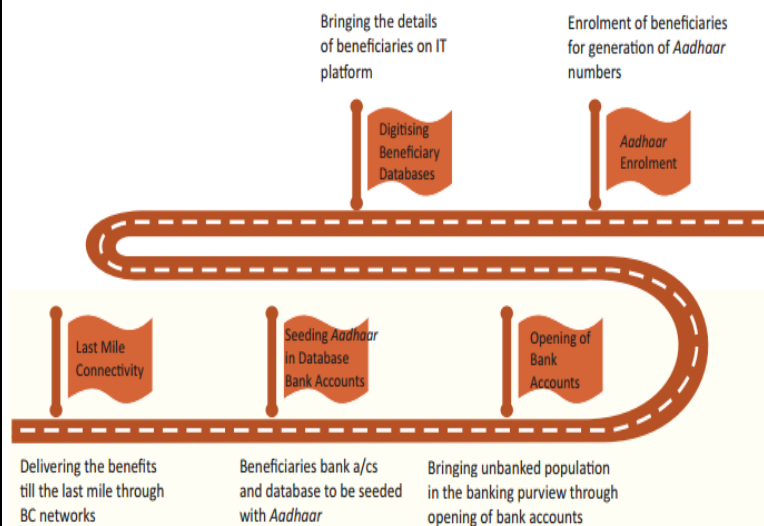 Bringing the details
of beneficiaries on IT
platform
Enrolment of beneficiaries
for generation of Aadhaar
numbers
Digitising
Beneficiary
Databases
Aadhaar
Enrolment
Last Mile
Connectivity
Seeding Aadhaar
in Database
Bank Accounts
Opening of
Bank
Accounts
Delivering the benefits
till the last mile through
BC networks
Beneficiaries bank a/cs
and database to be seeded
with Aadhaar
Bringing unbanked population
in the banking purview through
opening of bank accounts